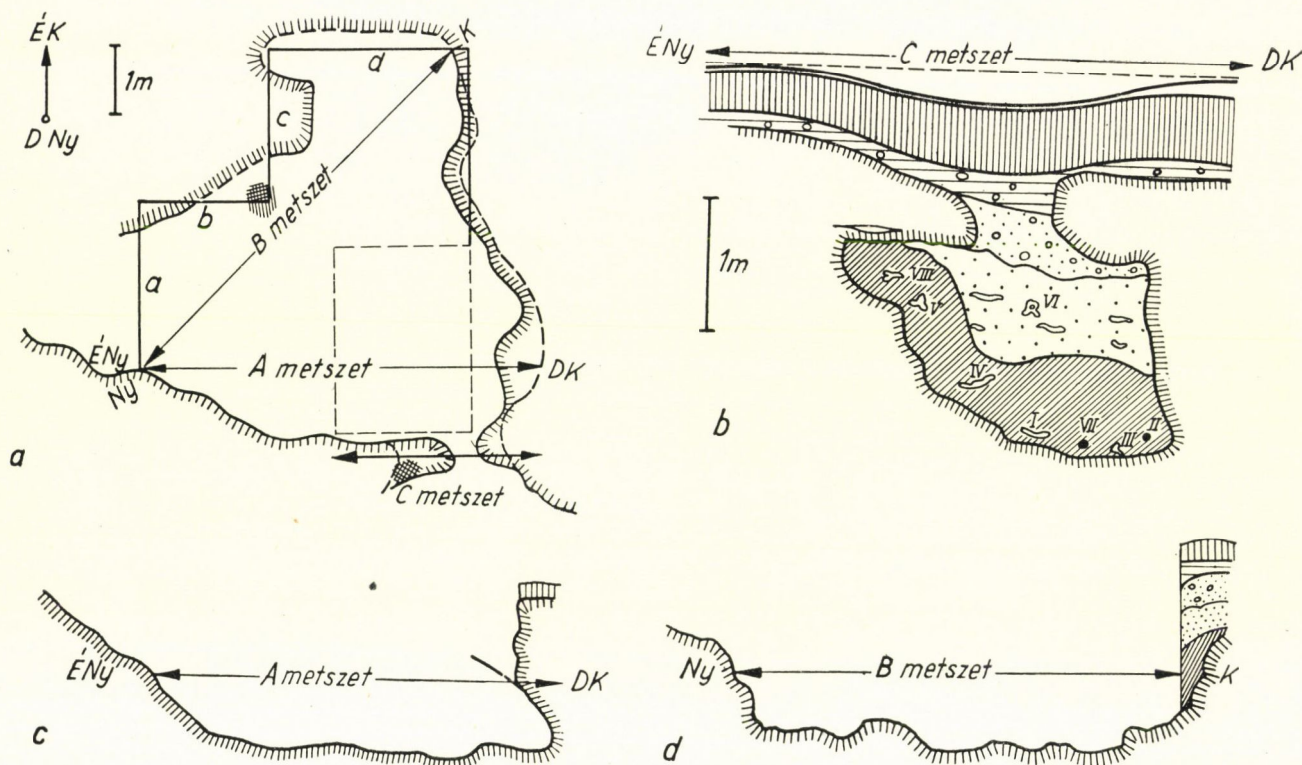 ÉK
DNy
1m
a
b
c
d
K
B metszet
ÉNy
Ny
A metszet
DK
C metszet
a
ÉNy
C metszet
DK
1m
VIII
V
VI
IV
I
VII
III
II
b
ÉNy
A metszet
DK
c
Ny
B metszet
K
d